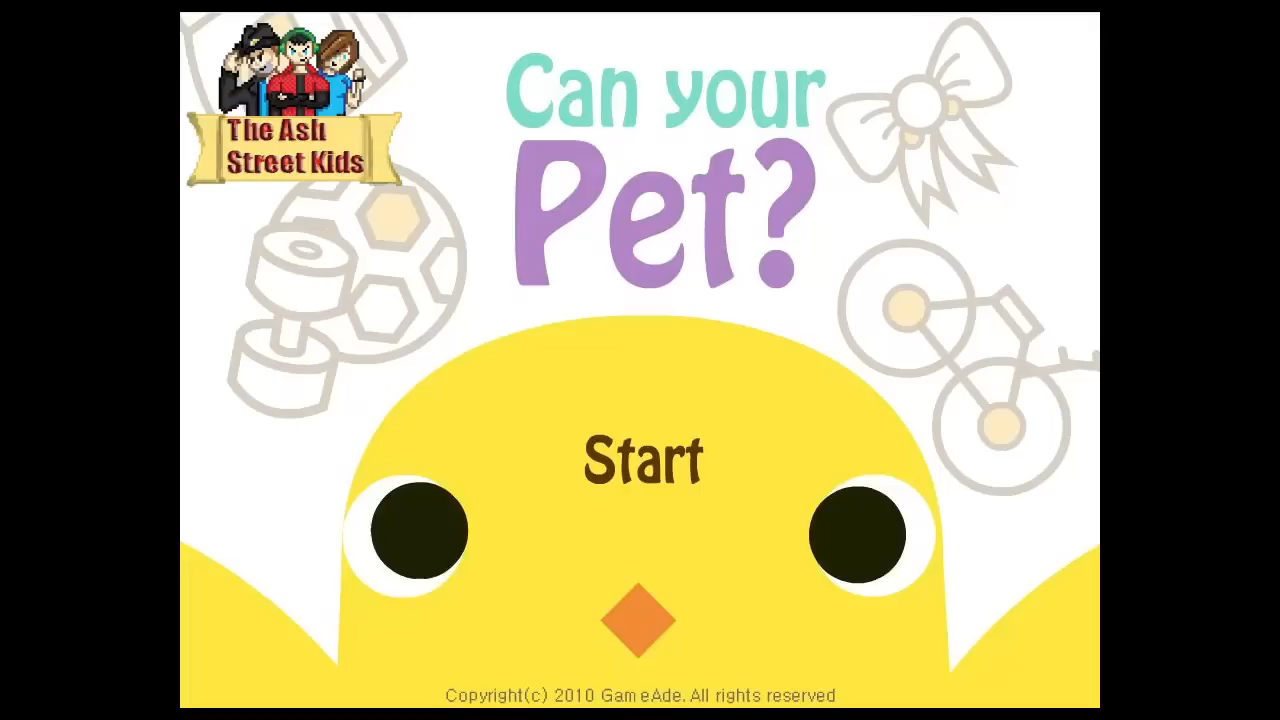 The Ash
Street Kids
Can your
Pet?
Start
Copyright(c) 2010 GameAde. All rights reserved